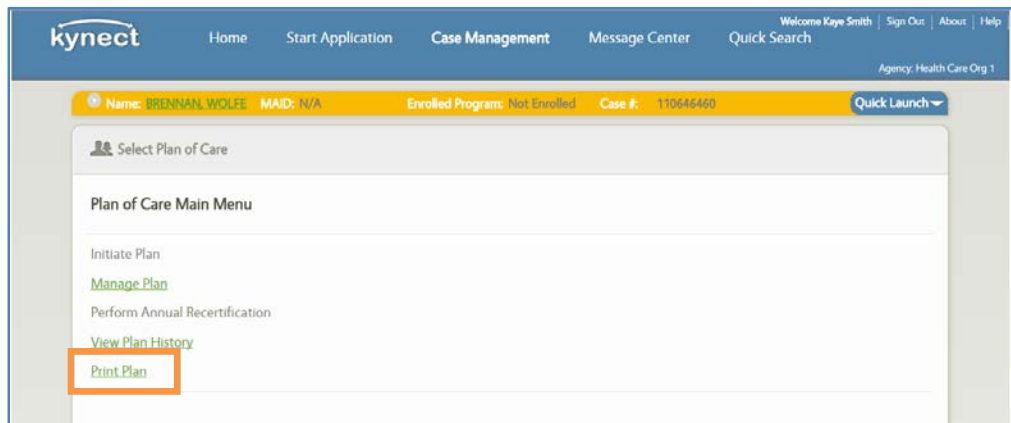 Welcome Kaye Smith | Sign Out | About | Help
kynect Home Start Application Case Management Message Center Quick Search
Agency: Health Care Org 1
Name: BRENNAN, WOLFE MAID: N/A Enrolled Program: Not Enrolled Case #: 110646460 Quick Launch
Select Plan of Care
Plan of Care Main Menu
Initiate Plan
Manage Plan
Perform Annual Recertification
View Plan History
Print Plan